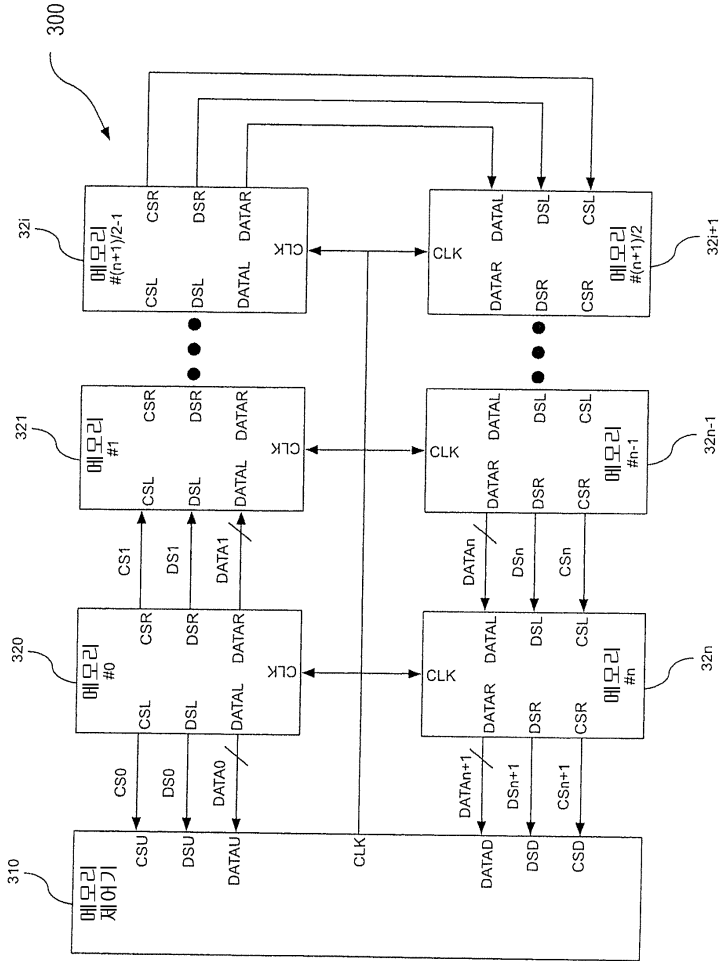 300
310
메모리
제어기
CSU
DSU
DATAU
CLK
DATAD
DSD
CSD
CS0
DS0
DATA0
320
메모리
#0
CSL
CSR
DSL
DSR
DATAL
DATAR
CLK
CS1
DS1
DATA1
321
메모리
#1
CSL
CSR
DSL
DSR
DATAL
DATAR
CLK
32i
메모리
#(n+1)/2-1
CSL
CSR
DSL
DSR
DATAL
DATAR
CLK
DATAn+1
DSn+1
CSn+1
CLK
DATAR
DATAL
DSR
DSL
CSR
CSL
메모리
#n
32n
DATAn
DSn
CSn
CLK
DATAR
DATAL
DSR
DSL
CSR
CSL
메모리
#n-1
32n-1
CLK
DATAR
DATAL
DSR
DSL
CSR
CSL
메모리
#(n+1)/2
32i+1